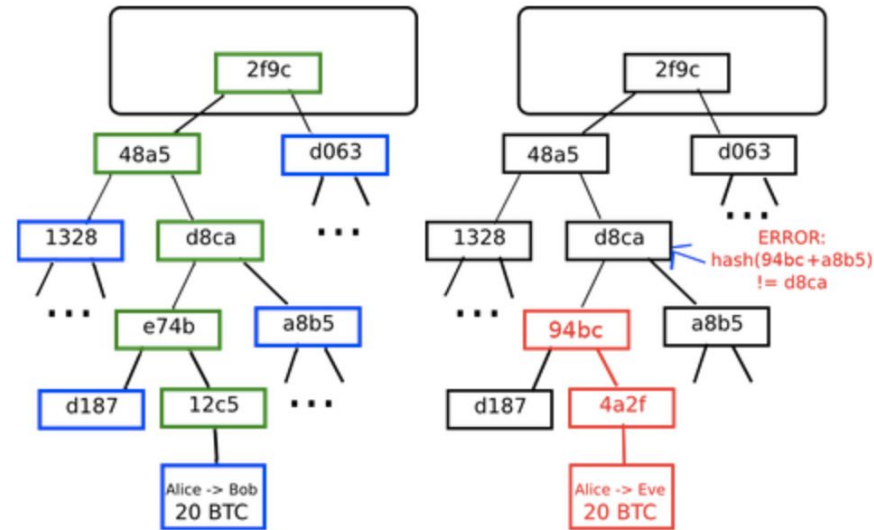 2f9c
48a5
d063
1328
d8ca
...
...
e74b
a8b5
d187
12c5
...
Alice -> Bob
20 BTC
2f9c
48a5
d063
1328
d8ca
...
ERROR:
hash(94bc+a8b5)
!= d8ca
...
94bc
a8b5
d187
4a2f
Alice -> Eve
20 BTC